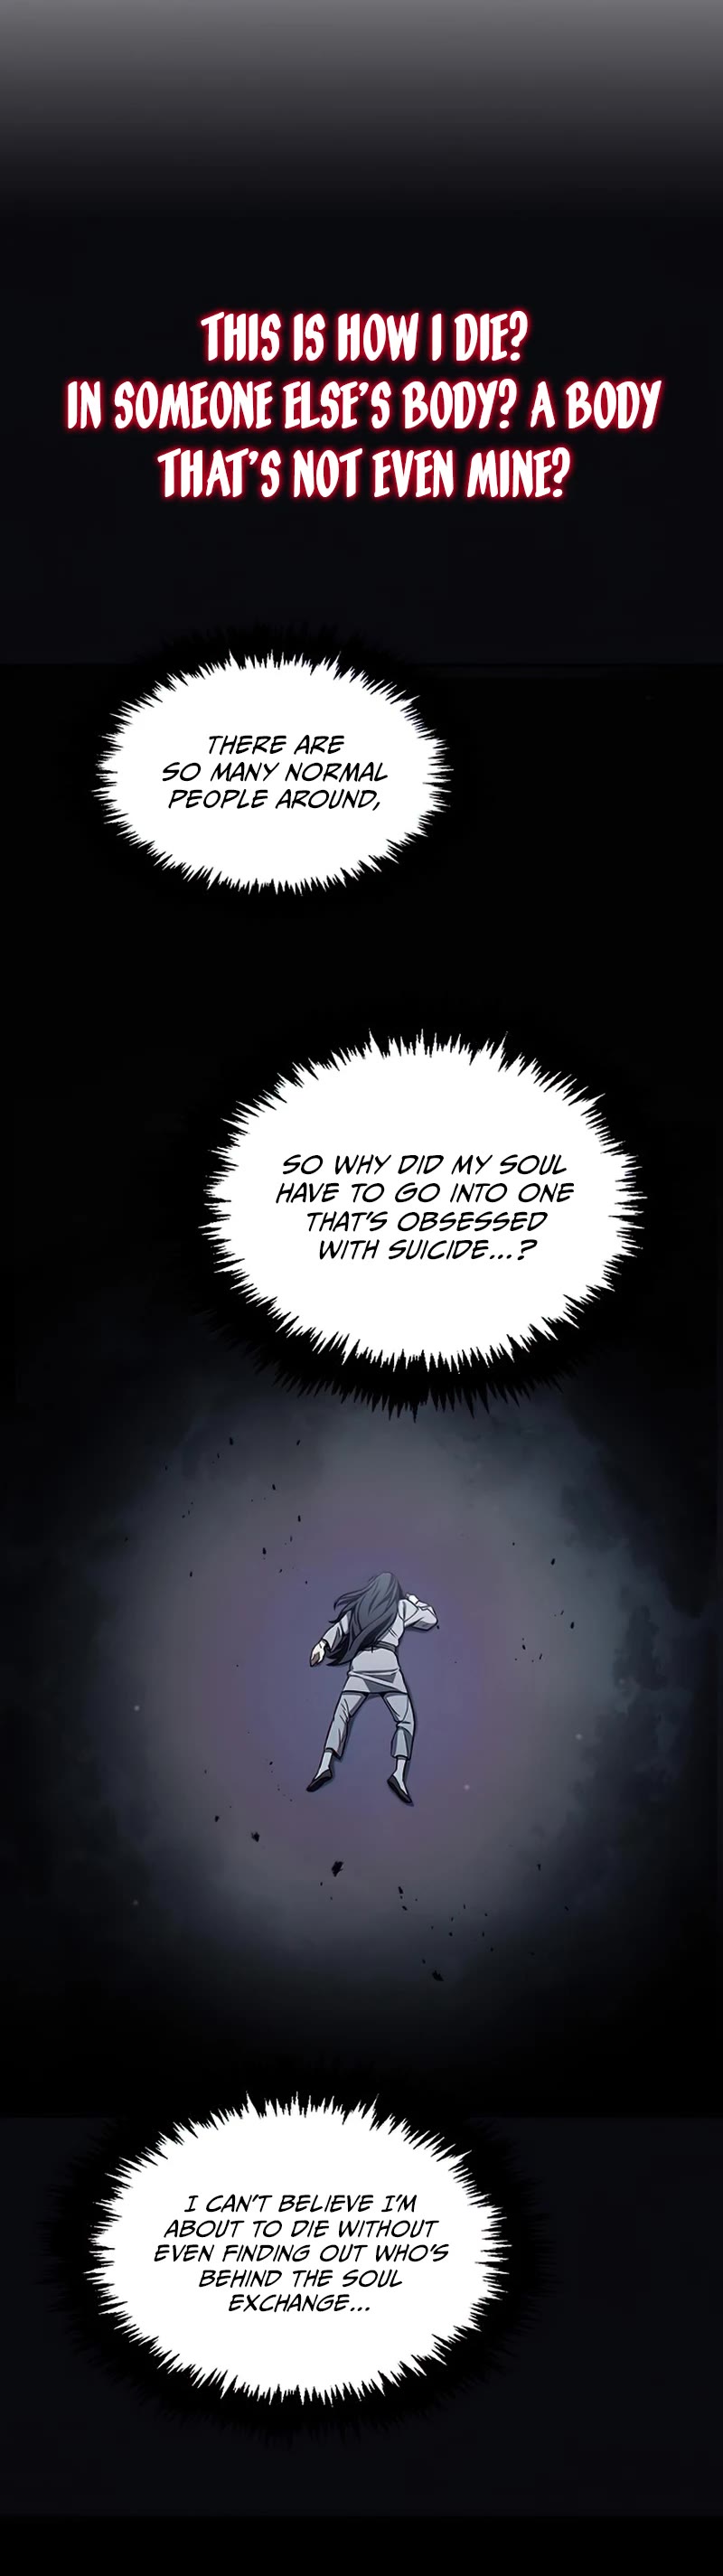 THIS IS HOW I DIE?
IN SOMEONE ELSE'S BODY? A BODY
THAT'S NOT EVEN MINE?
THERE ARE
SO MANY NORMAL
PEOPLE AROUND,
SO WHY DID MY SOUL
HAVE TO GO INTO ONE
THAT'S OBSESSED
WITH SUICIDE...?
I CAN'T BELIEVE I'M
ABOUT TO DIE WITHOUT
EVEN FINDING OUT WHO'S
BEHIND THE SOUL
EXCHANGE...